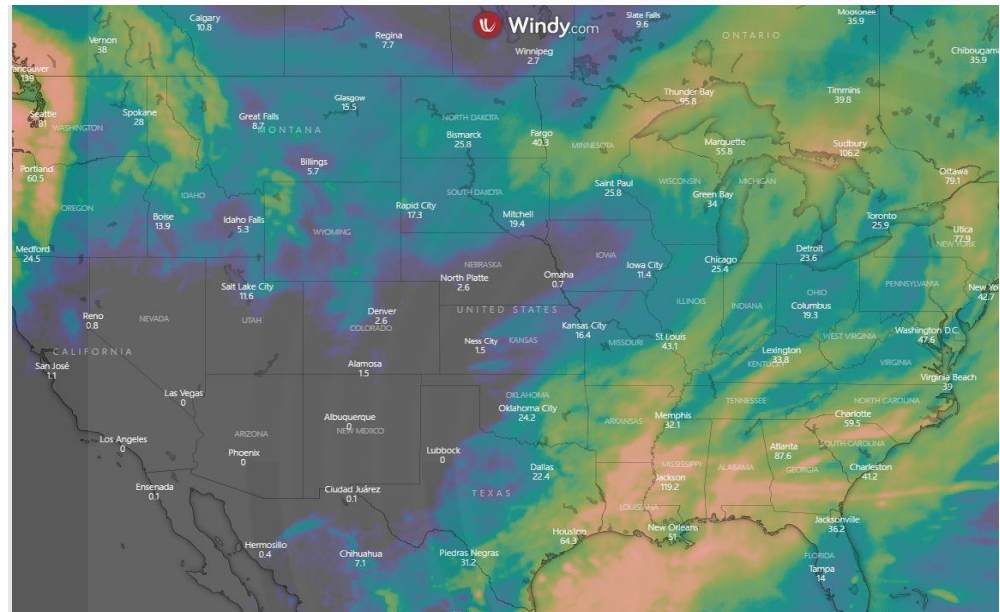 Calgary
10.8
Regina
7.7
Windy.com
Slate Falls
9.6
Moosonee
35.9
Vernon
38
Winnipeg
2.7
ONTARIO
Chibougama
35.9
ancouver
139
Thunder Bay
95.8
Timmins
39.8
Glasgow
15.5
Seattle
81
WASHINGTON
Spokane
28
Great Falls
8.7
MONTANA
NORTH DAKOTA
Bismarck
25.8
Fargo
40.3
MINNESOTA
Marquette
55.8
Sudbury
106.2
Portland
60.5
Billings
5.7
Ottawa
79.1
OREGON
IDAHO
SOUTH DAKOTA
Saint Paul
25.8
WISCONSIN
MICHIGAN
Green Bay
34
Boise
13.9
Idaho Falls
5.3
WYOMING
Rapid City
17.3
Mitchell
19.4
Toronto
25.9
Utica
77.9
NEW YORK
Medford
24.5
Detroit
23.6
NEBRASKA
IOWA
Iowa City
11.4
Chicago
25.4
North Platte
2.6
Omaha
0.7
Salt Lake City
11.6
PENNSYLVANIA
New Yo
42.7
Reno
0.8
NEVADA
UTAH
Denver
2.6
COLORADO
UNITED STATES
ILLINOIS
INDIANA
OHIO
Columbus
19.3
Kansas City
16.4
MISSOURI
St Louis
43.1
Ness City
1.5
KANSAS
WEST VIRGINIA
Washington D.C.
47.6
CALIFORNIA
San José
1.1
Alamosa
1.5
Lexington
33.8
KENTUCKY
VIRGINIA
Virginia Beach
39
Las Vegas
0
OKLAHOMA
Oklahoma City
24.2
TENNESSEE
NORTH CAROLINA
Albuquerque
0
NEW MEXICO
ARKANSAS
Memphis
32.1
Charlotte
59.5
Los Angeles
0
ARIZONA
Phoenix
0
Lubbock
0
Atlanta
87.6
SOUTH CAROLINA
Dallas
22.4
MISSISSIPPI
Jackson
119.2
ALABAMA
GEORGIA
Charleston
41.2
Ensenada
0.1
Ciudad Juárez
0.1
TEXAS
LOUISIANA
Houston
64.3
New Orleans
51
Jacksonville
36.2
Hermosillo
0.4
Chihuahua
7.1
Piedras Negras
31.2
FLORIDA
Tampa
14